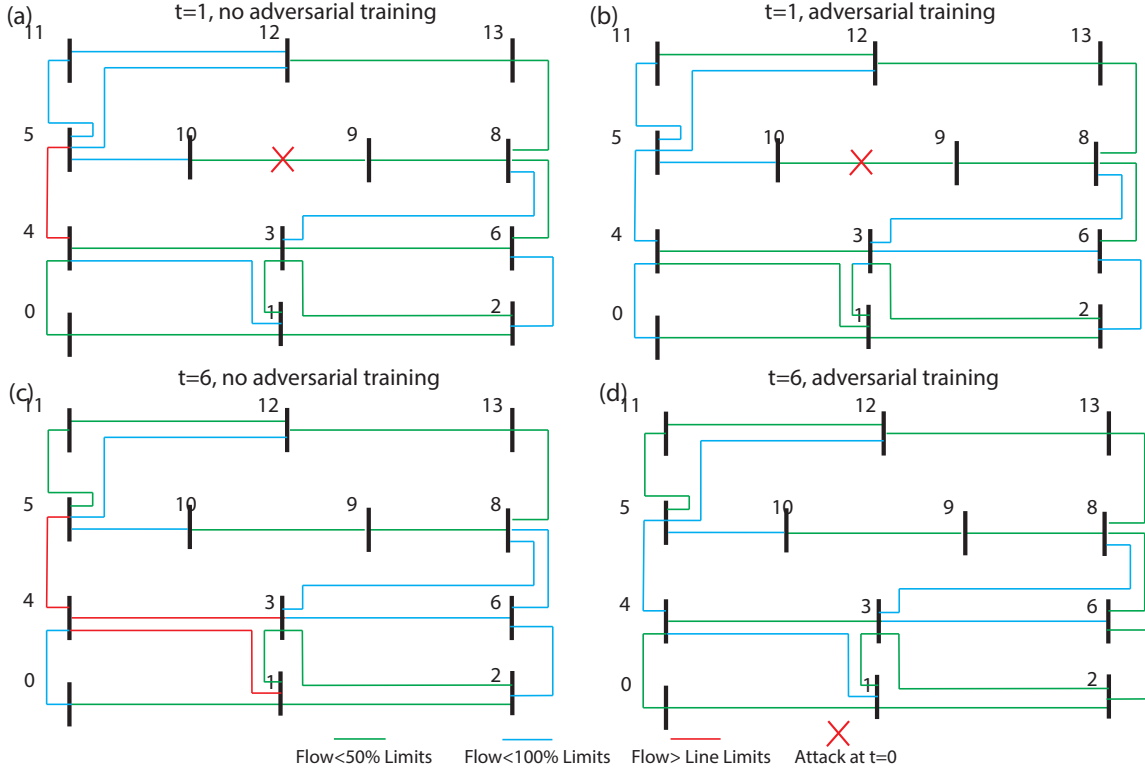 (a) t=1, no adversarial training
11 12 13
5 10 9 8
4 3 6
0 1 2
(b) t=1, adversarial training
11 12 13
5 10 9 8
4 3 6
0 1 2
(c) t=6, no adversarial training
11 12 13
5 10 9 8
4 3 6
0 1 2
(d) t=6, adversarial training
11 12 13
5 10 9 8
4 3 6
0 1 2
Flow<50% Limits Flow<100% Limits Flow> Line Limits Attack at t=0